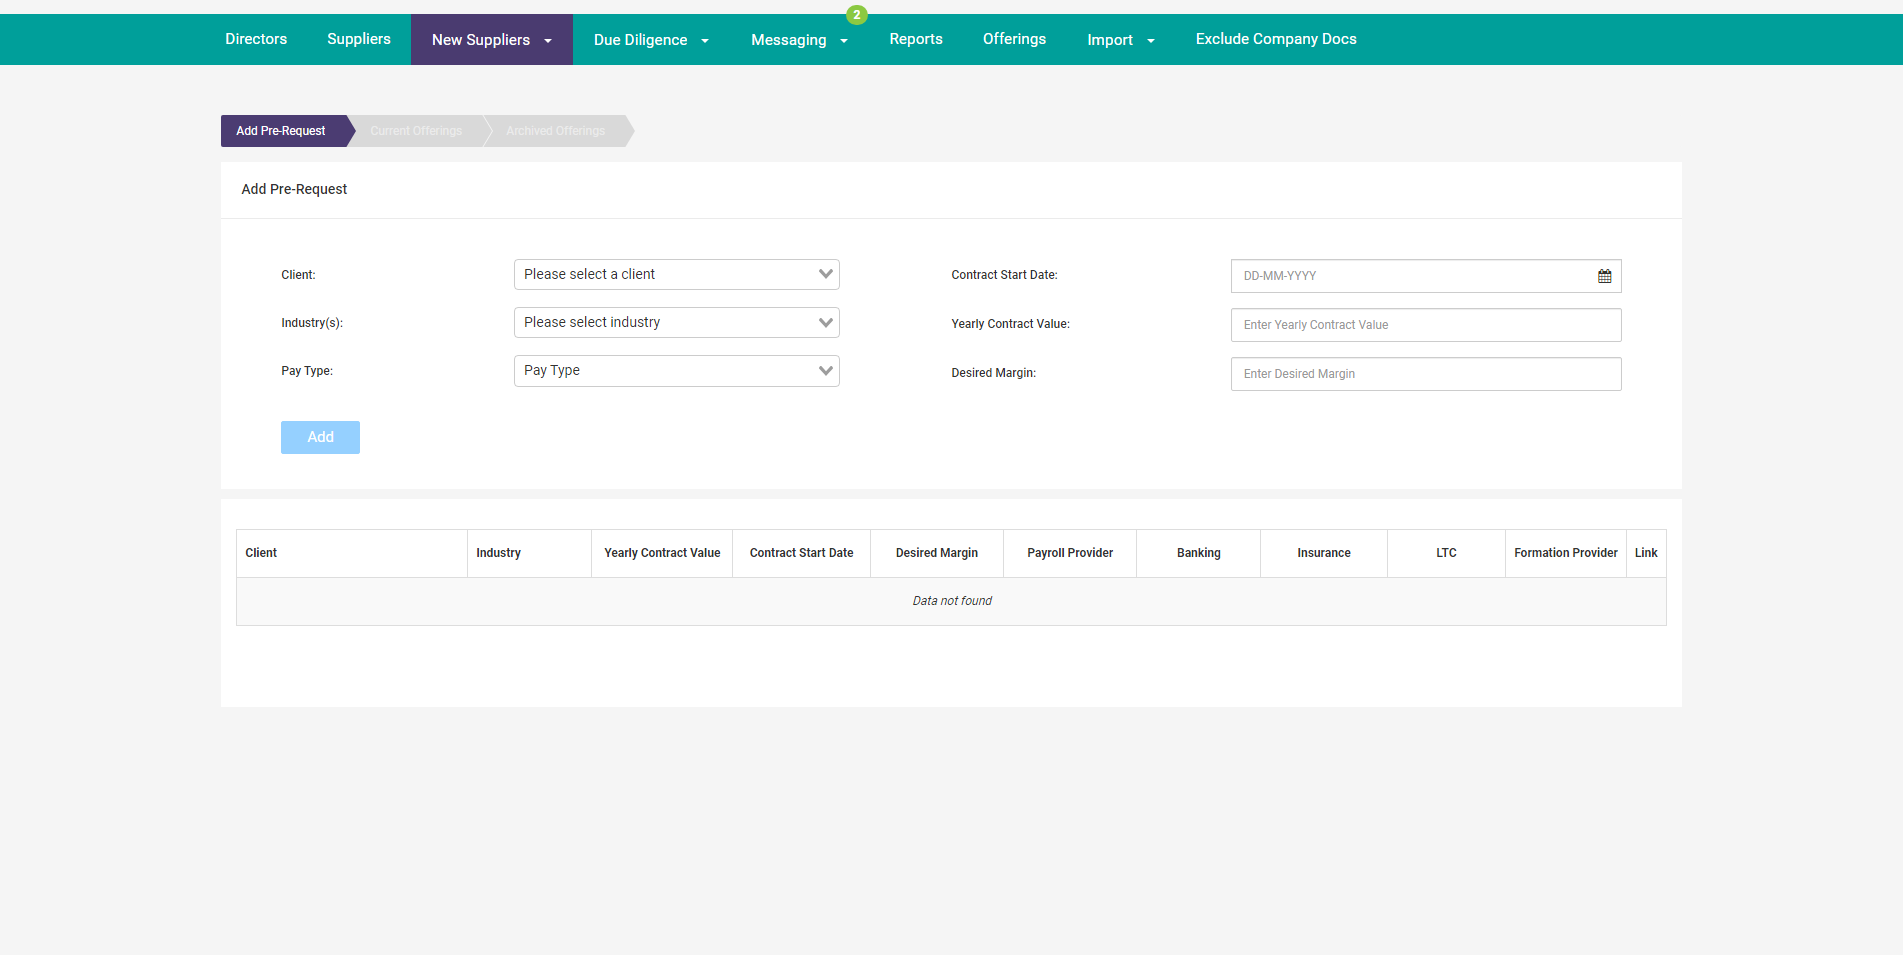 2
Directors Suppliers New Suppliers Due Diligence Messaging Reports Offerings Import Exclude Company Docs
Add Pre-Request Current Offerings Archived Offerings
Add Pre-Request
Client: Please select a client Contract Start Date: DD-MM-YYYY
Industry(s): Please select industry Yearly Contract Value: Enter Yearly Contract Value
Pay Type: Pay Type Desired Margin: Enter Desired Margin
Add
Client Industry Yearly Contract Value Contract Start Date Desired Margin Payroll Provider Banking Insurance LTC Formation Provider Link
Data not found